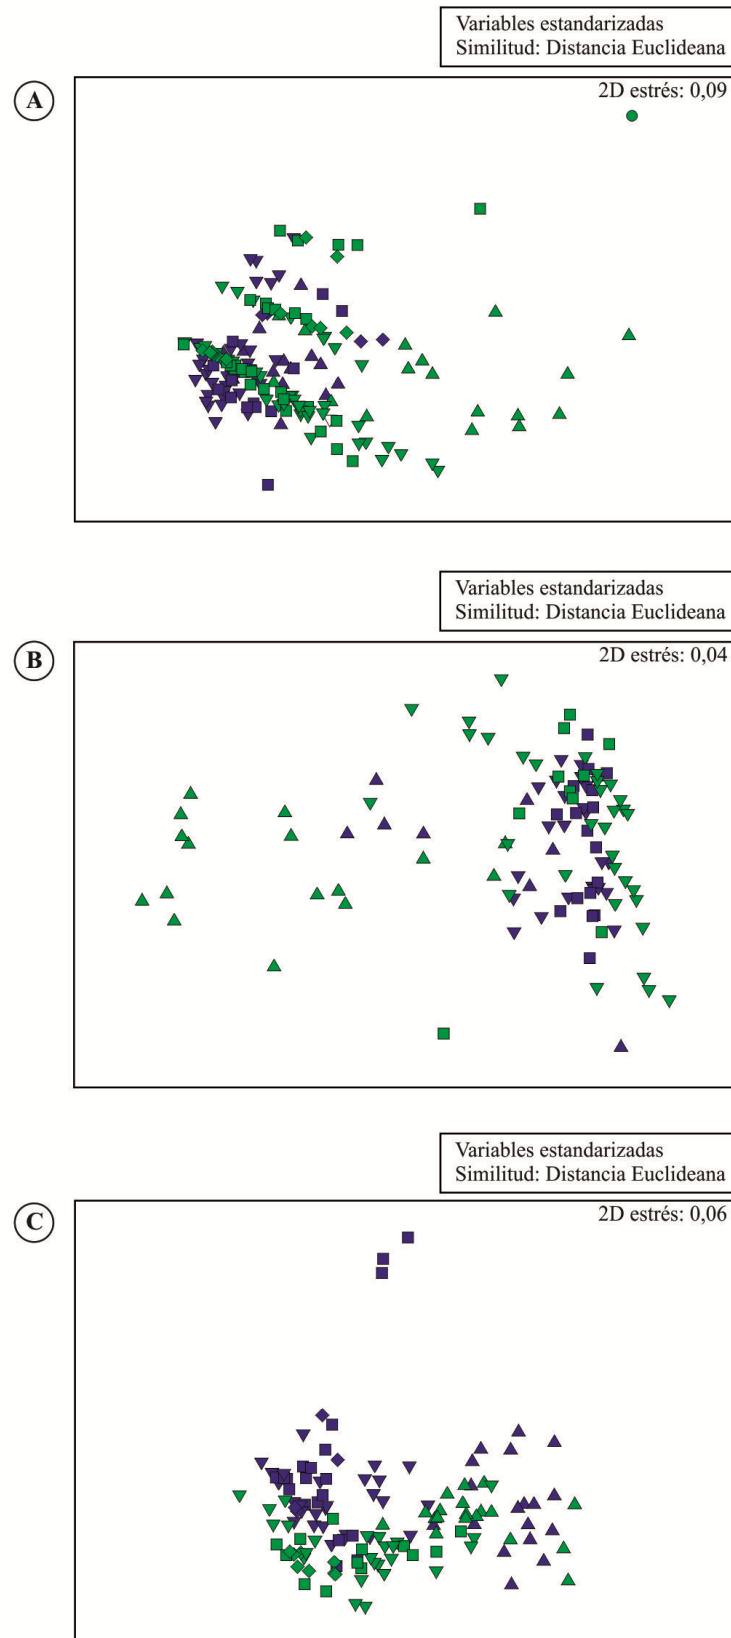 Variables estandarizadas
Similitud: Distancia Euclideana
A
2D estrés: 0,09
Variables estandarizadas
Similitud: Distancia Euclideana
B
2D estrés: 0,04
Variables estandarizadas
Similitud: Distancia Euclideana
C
2D estrés: 0,06